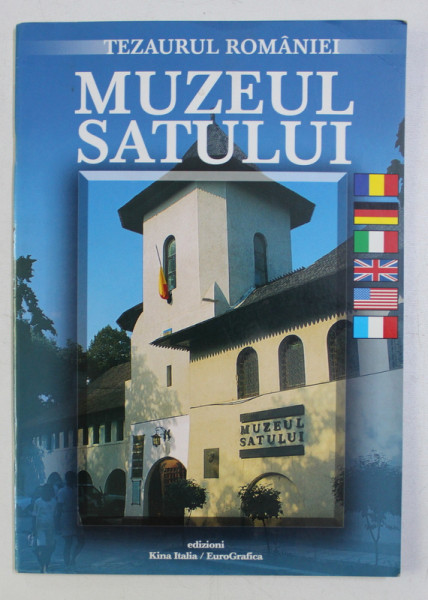 TEZAURUL ROMÂNIEI
MUZEUL
SATULUI
MUZEUL
SATULUI
edizioni
Kina Italia / EuroGrafica